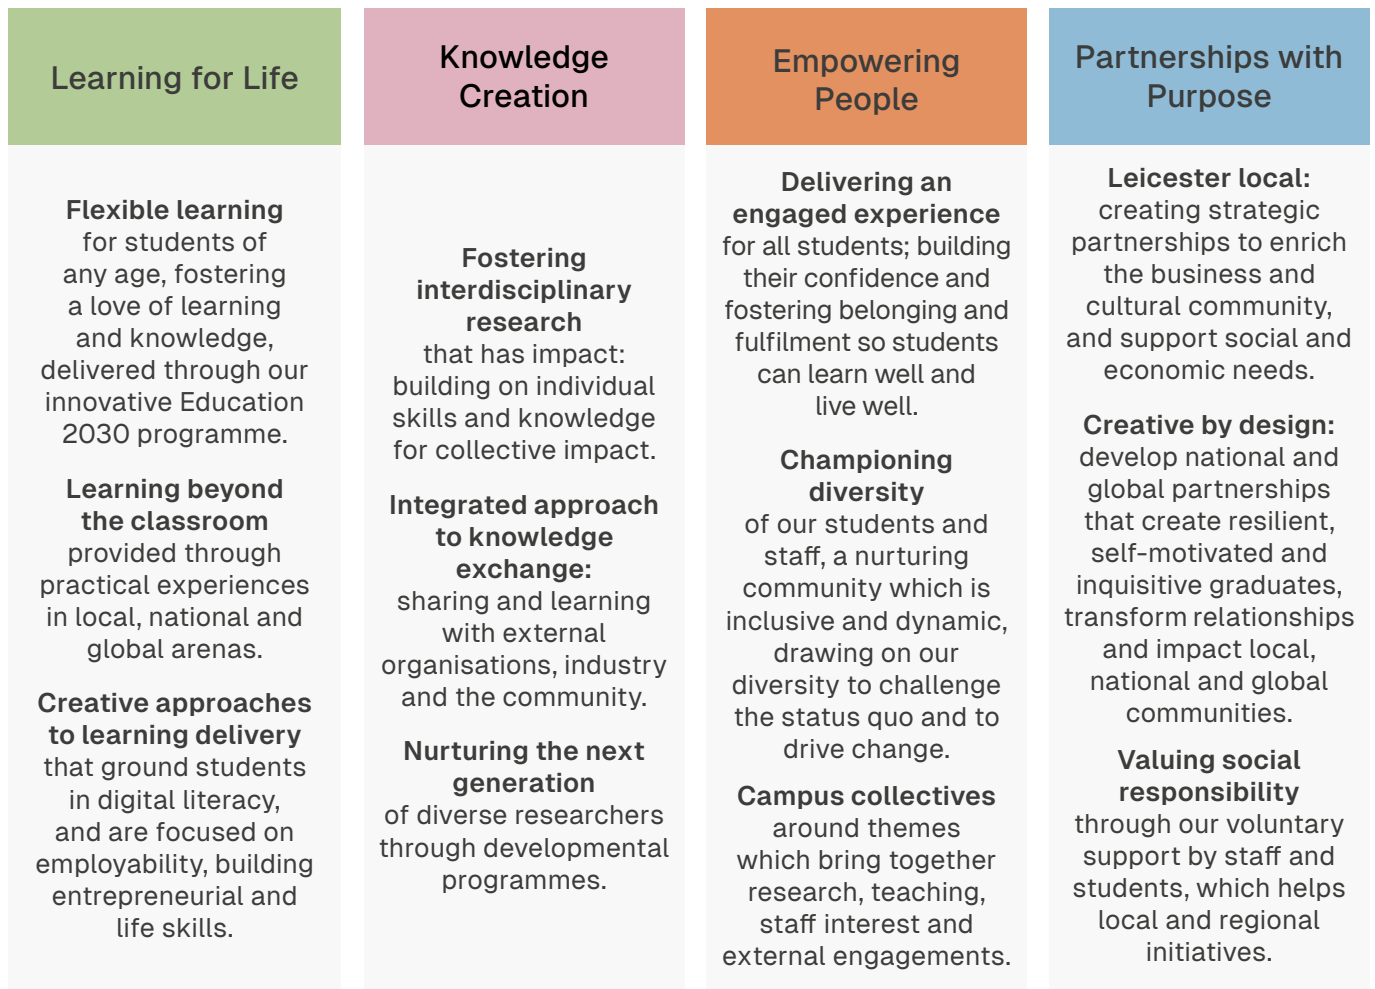 Learning for Life
Flexible learning
for students of
any age, fostering
a love of learning
and knowledge,
delivered through our
innovative Education
2030 programme.
Learning beyond
the classroom
provided through
practical experiences
in local, national and
global arenas.
Creative approaches
to learning delivery
that ground students
in digital literacy,
and are focused on
employability, building
entrepreneurial and
life skills.
Knowledge
Creation
Fostering
interdisciplinary
research
that has impact:
building on individual
skills and knowledge
for collective impact.
Integrated approach
to knowledge
exchange:
sharing and learning
with external
organisations, industry
and the community.
Nurturing the next
generation
of diverse researchers
through developmental
programmes.
Empowering
People
Delivering an
engaged experience
for all students; building
their confidence and
fostering belonging and
fulfilment so students
can learn well and
live well.
Championing
diversity
of our students and
staff, a nurturing
community which is
inclusive and dynamic,
drawing on our
diversity to challenge
the status quo and to
drive change.
Campus collectives
around themes
which bring together
research, teaching,
staff interest and
external engagements.
Partnerships with
Purpose
Leicester local:
creating strategic
partnerships to enrich
the business and
cultural community,
and support social and
economic needs.
Creative by design:
develop national and
global partnerships
that create resilient,
self-motivated and
inquisitive graduates,
transform relationships
and impact local,
national and global
communities.
Valuing social
responsibility
through our voluntary
support by staff and
students, which helps
local and regional
initiatives.